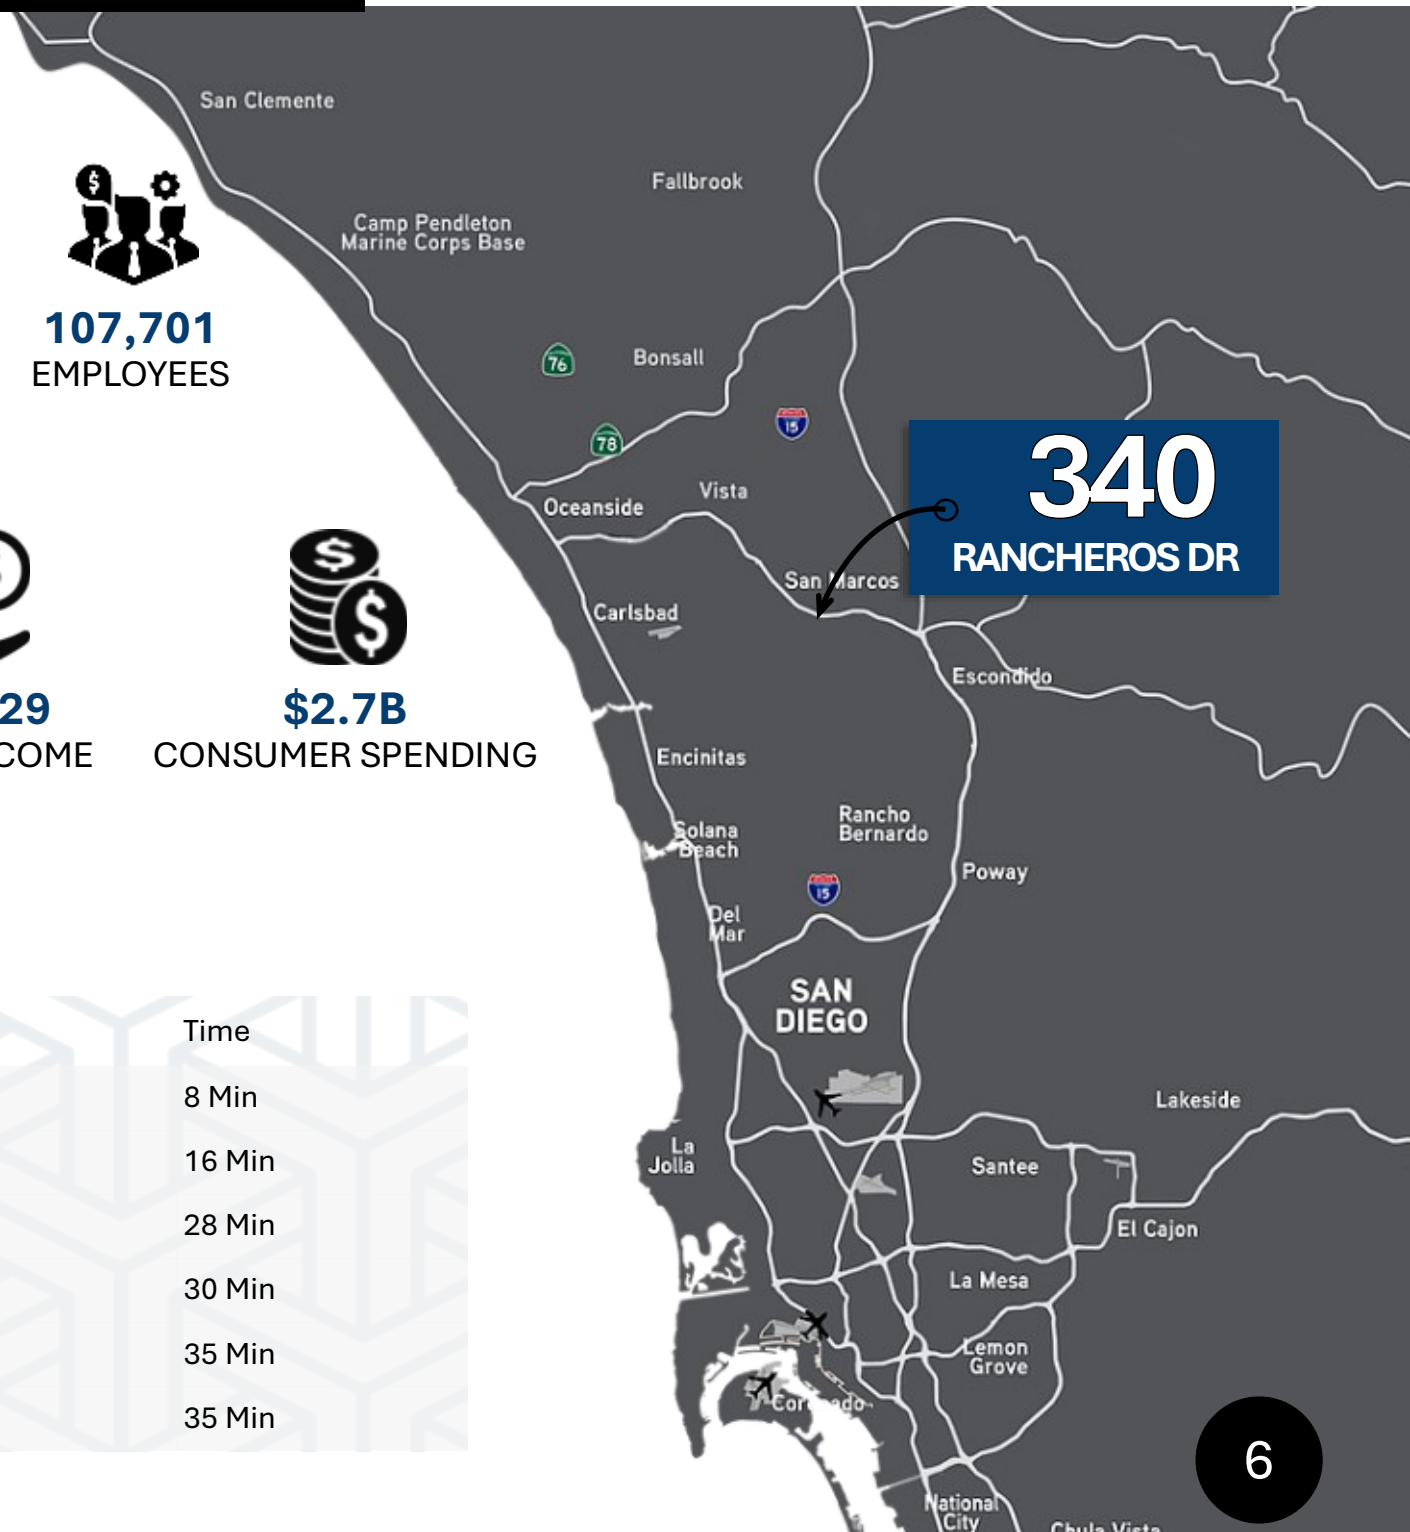 San Clemente
Fallbrook
Camp Pendleton
Marine Corps Base
$
107,701
EMPLOYEES
76
Bonsall
78
15
340
RANCHEROS DR
Vista
Oceanside
San Marcos
Carlsbad
$
$
29
COME
$2.7B
CONSUMER SPENDING
Escondido
Encinitas
Rancho
Bernardo
Solana
Beach
Poway
15
Del
Mar
SAN
DIEGO
Time
8 Min
16 Min
28 Min
30 Min
35 Min
35 Min
Lakeside
La
Jolla
Santee
El Cajon
La Mesa
Lemon
Grove
Coronado
6
National
City
Chula Vista